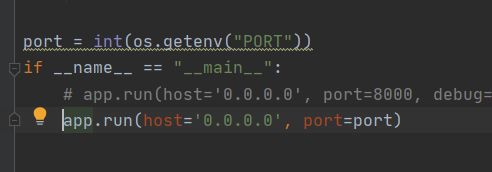 port = int(os.getenv("PORT"))
if __name__ == "__main__":
# app.run(host='0.0.0.0', port=8000, debug=
app.run(host='0.0.0.0', port=port)